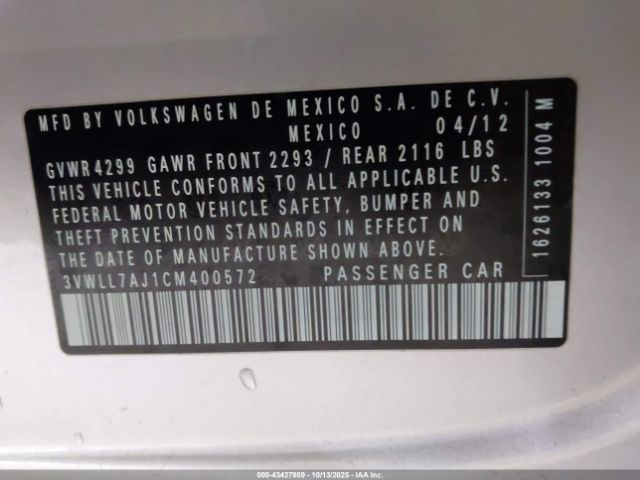 MFD BY VOLKSWAGEN DE MEXICO S.A. DE C.V.
MEXICO 04/12
GVWR 4299 GAWR FRONT 2293 / REAR 2116 LBS
THIS VEHICLE CONFORMS TO ALL APPLICABLE U.S.
FEDERAL MOTOR VEHICLE SAFETY, BUMPER AND
THEFT PREVENTION STANDARDS IN EFFECT ON
THE DATE OF MANUFACTURE SHOWN ABOVE.
3VWLL7AJ1CM400572 PASSENGER CAR
1626133 1004 M
000-43427989 | 10/13/2025 - IAA Inc.